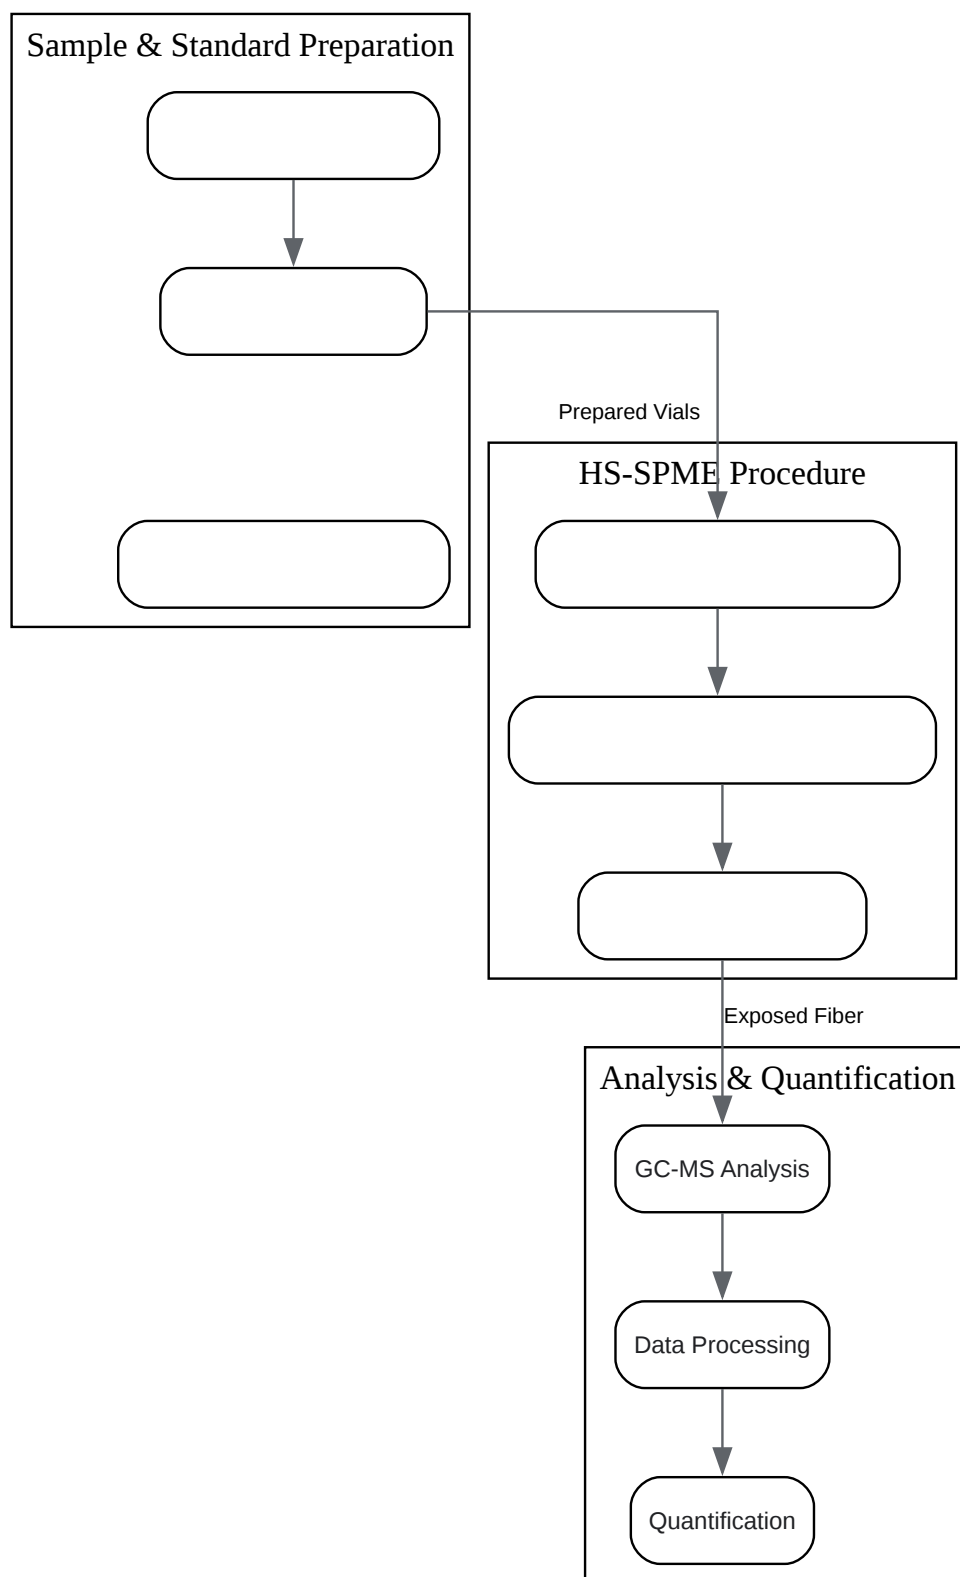 Sample & Standard Preparation
Prepared Vials
HS-SPME Procedure
Exposed Fiber
Analysis & Quantification
GC-MS Analysis
Data Processing
Quantification